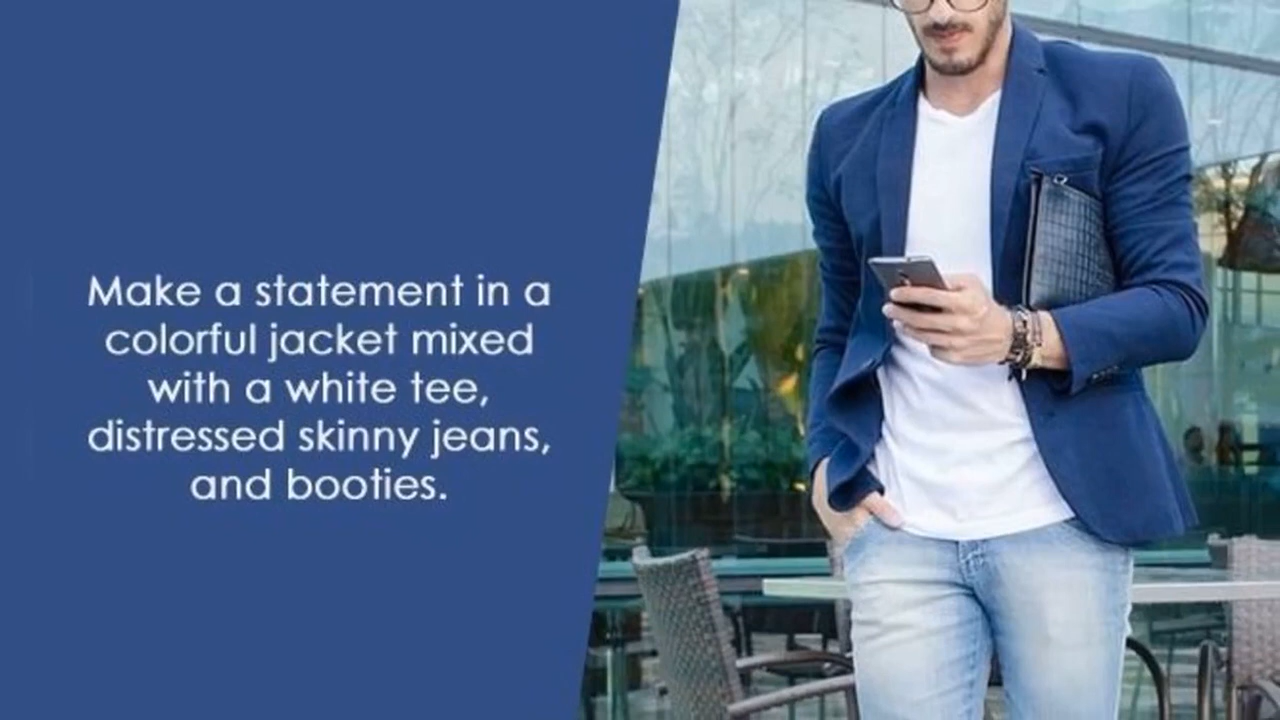 Make a statement in a
colorful jacket mixed
with a white tee,
distressed skinny jeans,
and booties.